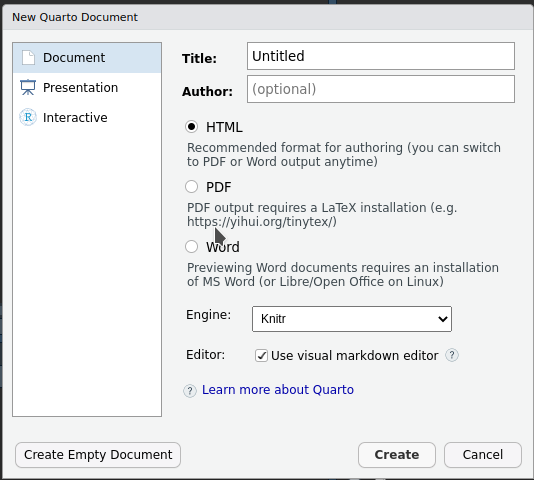 New Quarto Document
Document
Presentation
Interactive
Title:
Untitled
Author:
(optional)
HTML
Recommended format for authoring (you can switch
to PDF or Word output anytime)
PDF
PDF output requires a LaTeX installation (e.g.
https://yihui.org/tinytex/)
Word
Previewing Word documents requires an installation
of MS Word (or Libre/Open Office on Linux)
Engine:
Knitr
Editor:
Use visual markdown editor ?
? Learn more about Quarto
Create Empty Document
Create
Cancel